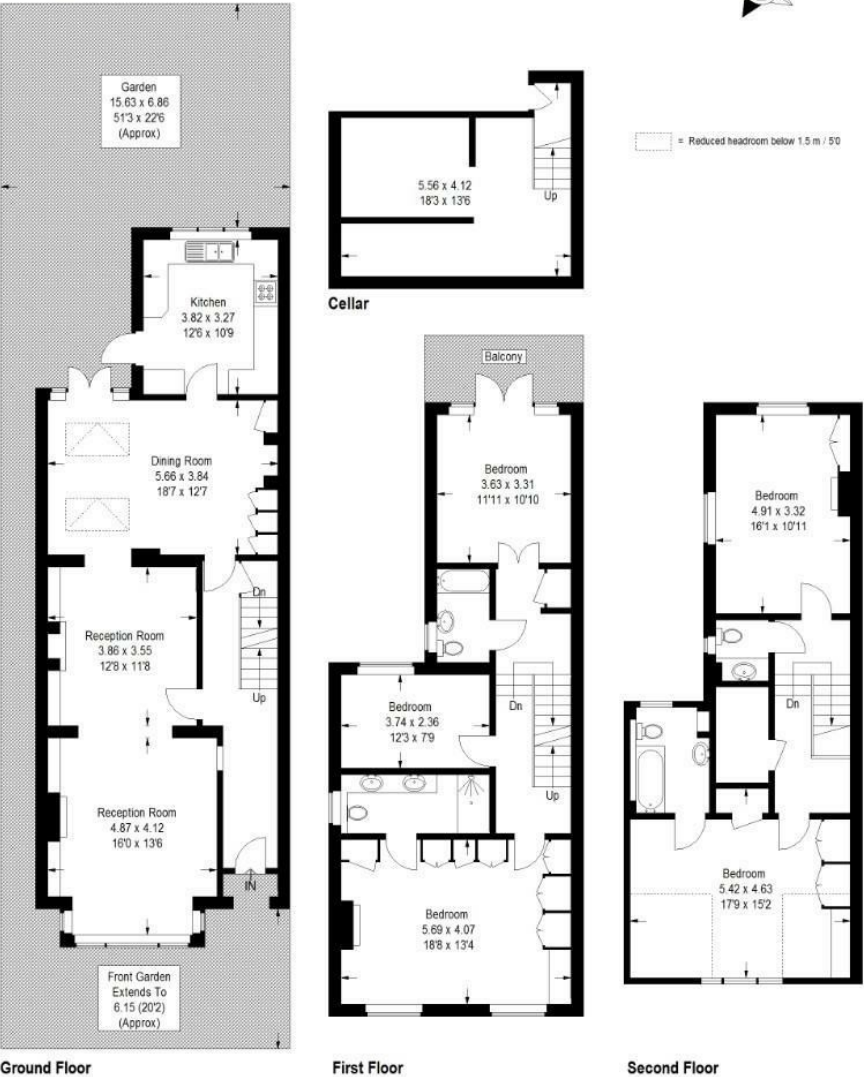 Garden
15.63 x 6.86
51'3 x 22'6
(Approx)
= Reduced headroom below 1.5 m / 5'0
5.56 x 4.12
18'3 x 13'6
Up
Cellar
Kitchen
3.82 x 3.27
12'6 x 10'9
Balcony
Dining Room
5.66 x 3.84
18'7 x 12'7
Bedroom
3.63 x 3.31
11'11 x 10'10
Bedroom
4.91 x 3.32
16'1 x 10'11
Dn
Reception Room
3.86 x 3.55
12'8 x 11'8
Up
Bedroom
3.74 x 2.36
12'3 x 7'9
Dn
Dn
Up
Reception Room
4.87 x 4.12
16'0 x 13'6
IN
Bedroom
5.69 x 4.07
18'8 x 13'4
Bedroom
5.42 x 4.63
17'9 x 15'2
Front Garden
Extends To
6.15 (20'2)
(Approx)
Ground Floor
First Floor
Second Floor